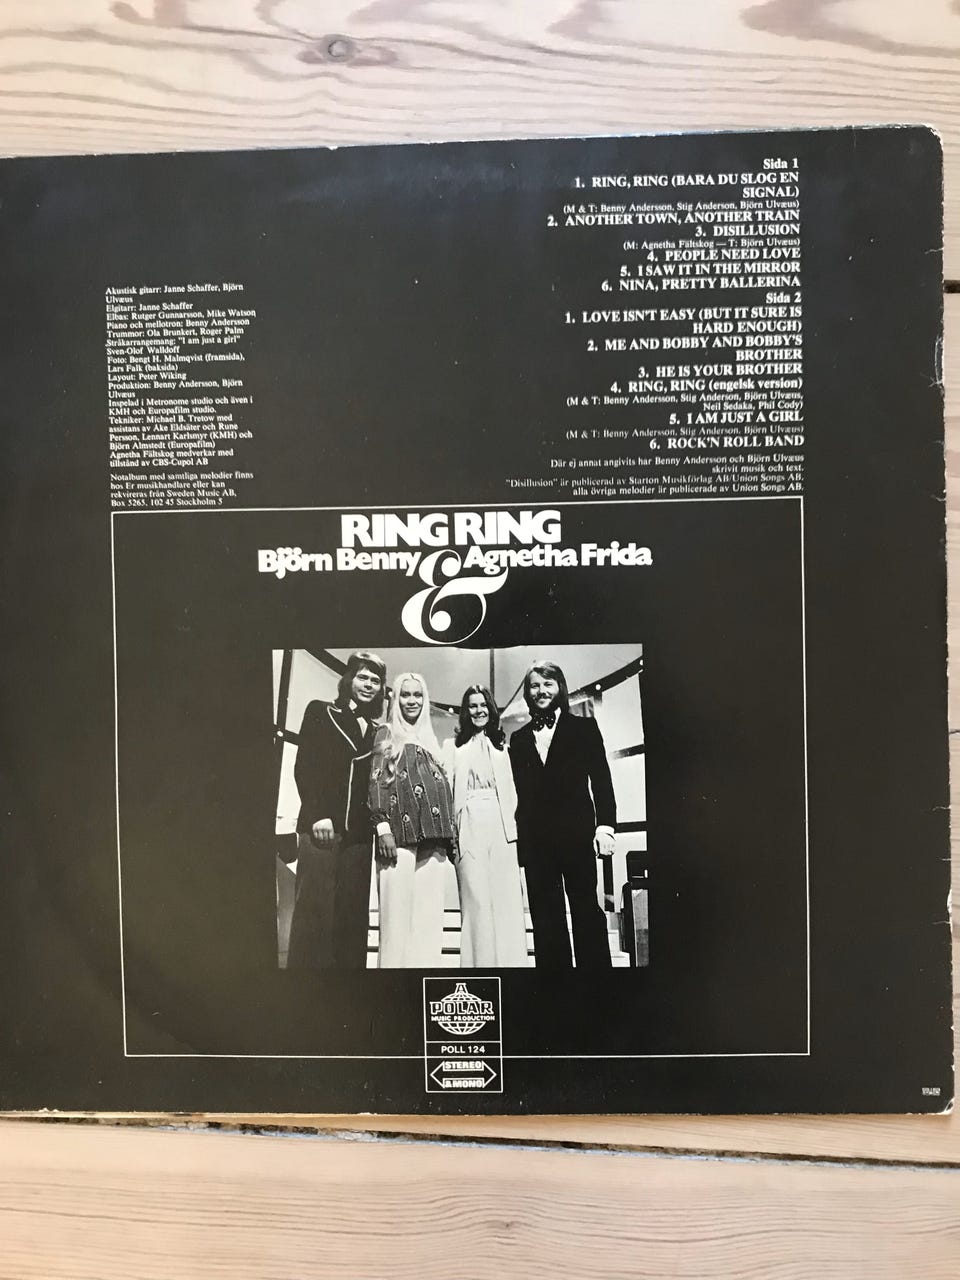 Sida 1
1. RING, RING (BARA DU SLOG EN
SIGNAL)
(M & T: Benny Andersson, Stig Anderson, Björn Ulvæus)
2. ANOTHER TOWN, ANOTHER TRAIN
3. DISILLUSION
(M: Agnetha Fältskog — T: Björn Ulvæus)
4. PEOPLE NEED LOVE
5. I SAW IT IN THE MIRROR
6. NINA, PRETTY BALLERINA
Sida 2
1. LOVE ISN'T EASY (BUT IT SURE IS
HARD ENOUGH)
2. ME AND BOBBY AND BOBBY'S
BROTHER
3. HE IS YOUR BROTHER
4. RING, RING (engelsk version)
(M & T: Benny Andersson, Stig Anderson, Björn Ulvæus,
Neil Sedaka, Phil Cody)
5. I AM JUST A GIRL
(M & T: Benny Andersson, Stig Anderson, Björn Ulvæus)
6. ROCK'N ROLL BAND
Där ej annat angivits har Benny Andersson och Björn Ulvæus
skrivit musik och text.
"Disillusion" är publicerad av Starton Musikförlag AB/Union Songs AB.
alla övriga melodier är publicerade av Union Songs AB.
Akustisk gitarr: Janne Schaffer, Björn
Ulvæus
Elgitarr: Janne Schaffer
Elbas: Rutger Gunnarsson, Mike Watson
Piano och mellotron: Benny Andersson
Trummor: Ola Brunkert, Roger Palm
Stråkarrangemang: "I am just a girl"
Sven-Olof Walldoff
Foto: Bengt H. Malmqvist (framsida),
Lars Falk (baksida)
Layout: Peter Wiking
Produktion: Benny Andersson, Björn
Ulvæus
Inspelad i Metronome studio och även i
KMH och Europafilm studio.
Tekniker: Michael B. Tretow med
assistans av Åke Eldsäter och Rune
Persson, Lennart Karlsmyr (KMH) och
Björn Almstedt (Europafilm)
Agnetha Fältskog medverkar med
tillstånd av CBS-Cupol AB
Notalbum med samtliga melodier finns
hos Er musikhandlare eller kan
rekvireras från Sweden Music AB,
Box 5265, 102 45 Stockholm 5
RING RING
Björn Benny & Agnetha Frida
A
POLAR
MUSIC PRODUCTION
POLL 124
STEREO
& MONO